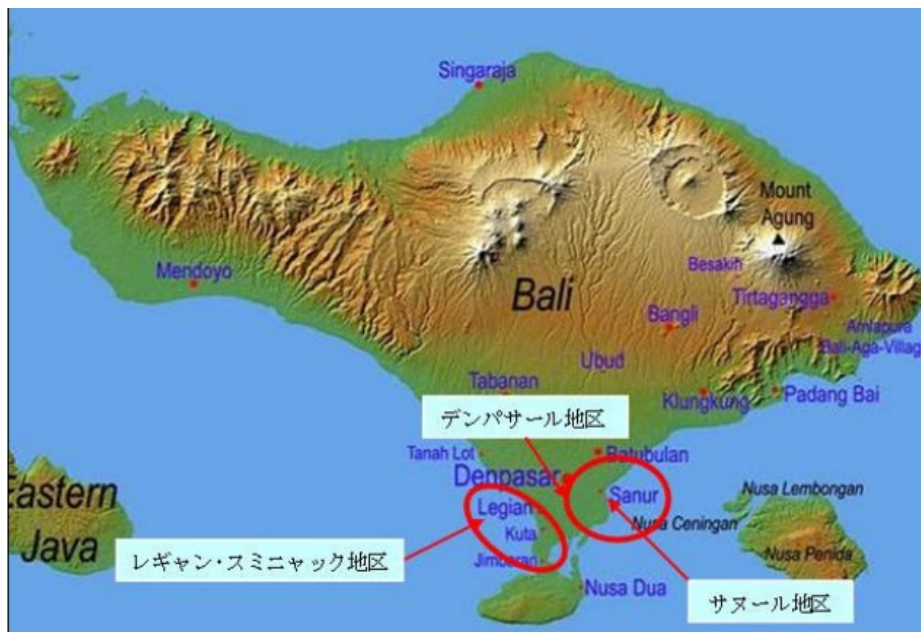 Singaraja
Mount
Agung
Mendoyo
Besakih
Bali
Tirtagangga
Bangli
Amlapura
Bali-Aga-Villag
Ubud
Tabanan
Klungkung
Padang Bai
デンパサール地区
Tanah Lot
Batubulan
Denpasar
Eastern
Java
Legian
Sanur
Nusa Lembongan
Kuta
Nusa Ceningan
レギャン・スミニャック地区
Jimbaran
Nusa Penida
Nusa Dua
サヌール地区